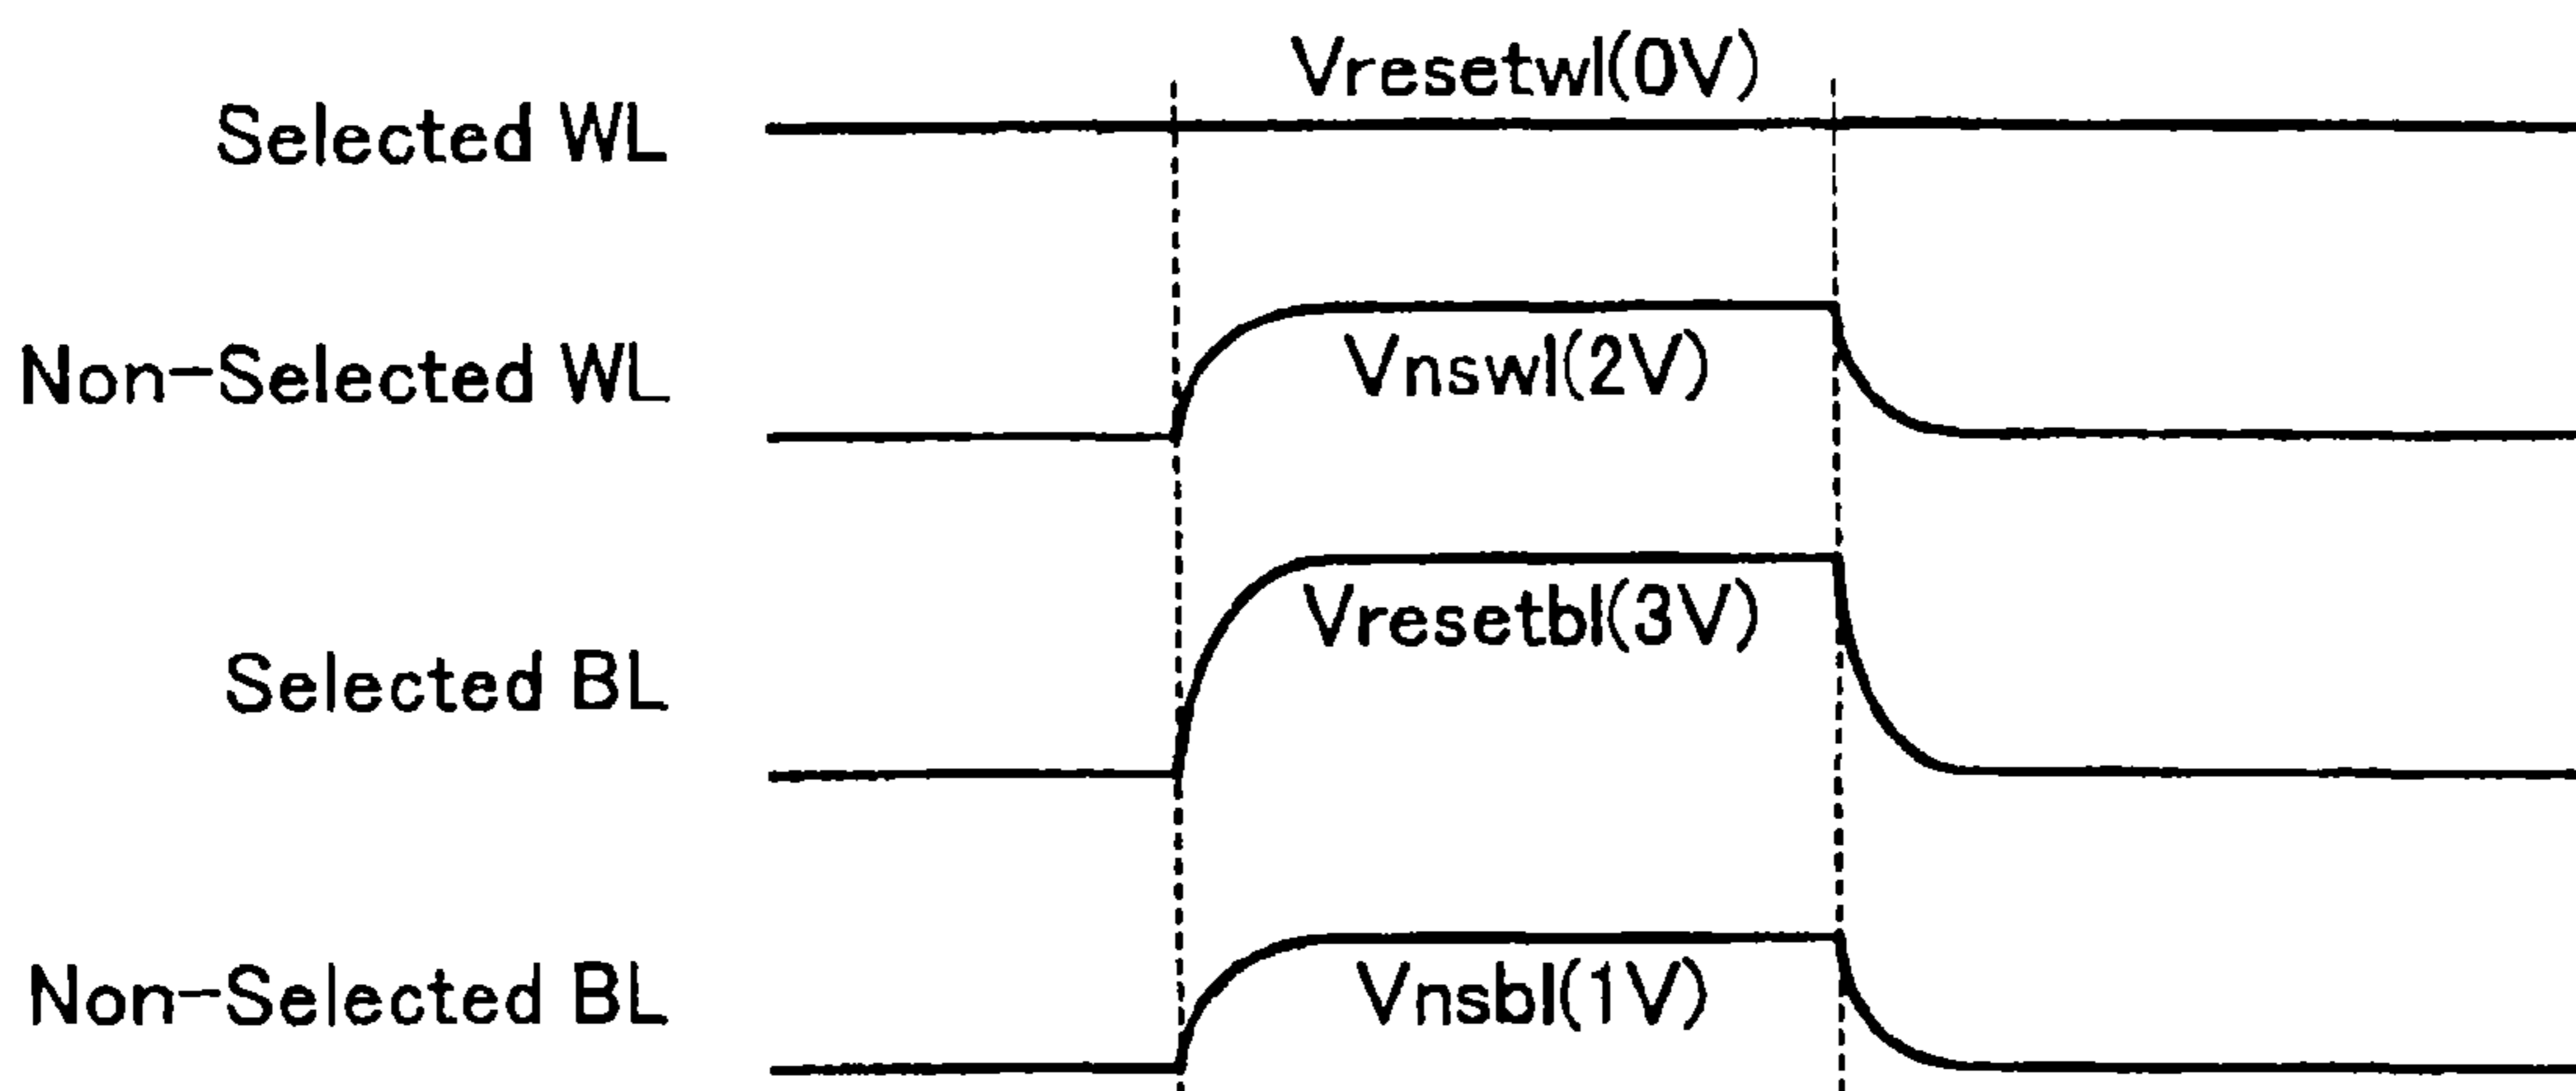 Vresetwl(0V)
Selected WL
Non-Selected WL
Vnswl(2V)
Vresetbl(3V)
Selected BL
Vnsbl(1V)
Non-Selected BL